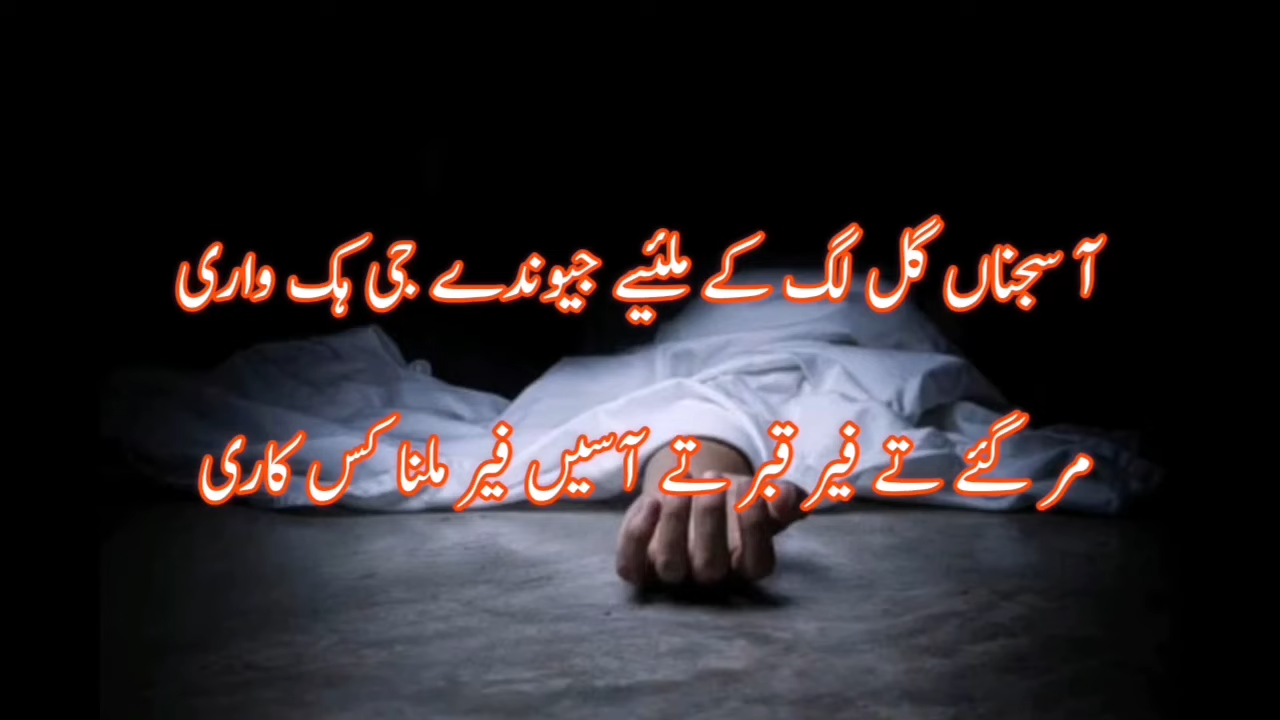 آ سجناں گل لگ کے ملئیے جیوندے جی ہک واری
مر گئے تے فیر قبر تے آسیں فیر ملنا کس کاری